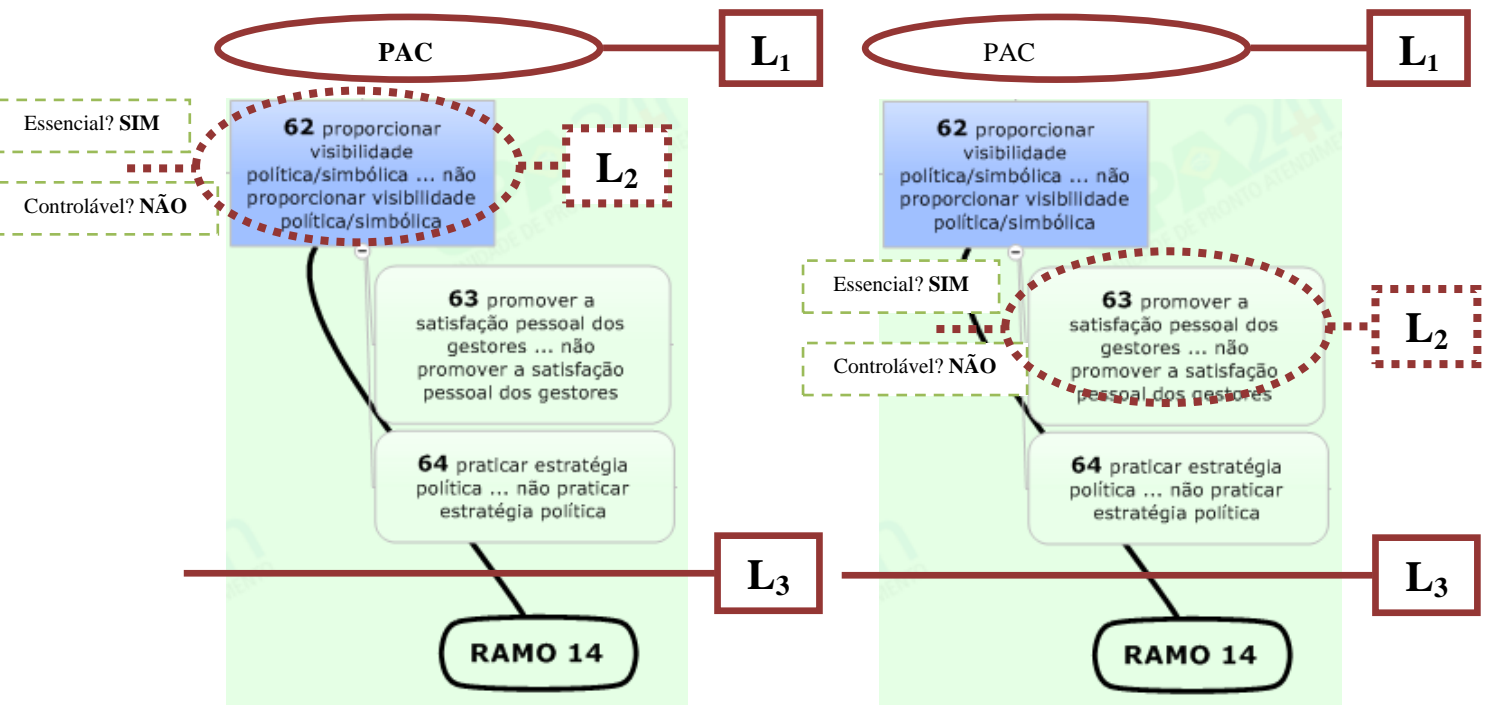 PAC
L1
Essencial? SIM
Controlável? NÃO
62 proporcionar
visibilidade
política/simbólica ... não
proporcionar visibilidade
política/simbólica
L2
63 promover a
satisfação pessoal dos
gestores ... não
promover a satisfação
pessoal dos gestores
64 praticar estratégia
política ... não praticar
estratégia política
L3
RAMO 14
PAC
L1
62 proporcionar
visibilidade
política/simbólica ... não
proporcionar visibilidade
política/simbólica
Essencial? SIM
Controlável? NÃO
63 promover a
satisfação pessoal dos
gestores ... não
promover a satisfação
pessoal dos gestores
L2
64 praticar estratégia
política ... não praticar
estratégia política
L3
RAMO 14